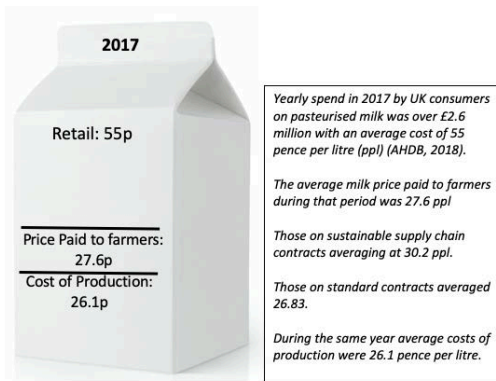 2017
Retail: 55p
Price Paid to farmers:
27.6p
Cost of Production:
26.1p
Yearly spend in 2017 by UK consumers
on pasteurised milk was over £2.6
million with an average cost of 55
pence per litre (ppl) (AHDB, 2018).
The average milk price paid to farmers
during that period was 27.6 ppl
Those on sustainable supply chain
contracts averaging at 30.2 ppl.
Those on standard contracts averaged
26.83.
During the same year average costs of
production were 26.1 pence per litre.